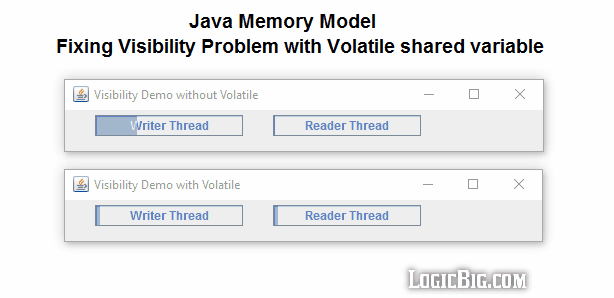 Java Memory Model
Fixing Visibility Problem with Volatile shared variable
Visibility Demo without Volatile
Writer Thread
Reader Thread
Visibility Demo with Volatile
Writer Thread
Reader Thread
LogicBig.com